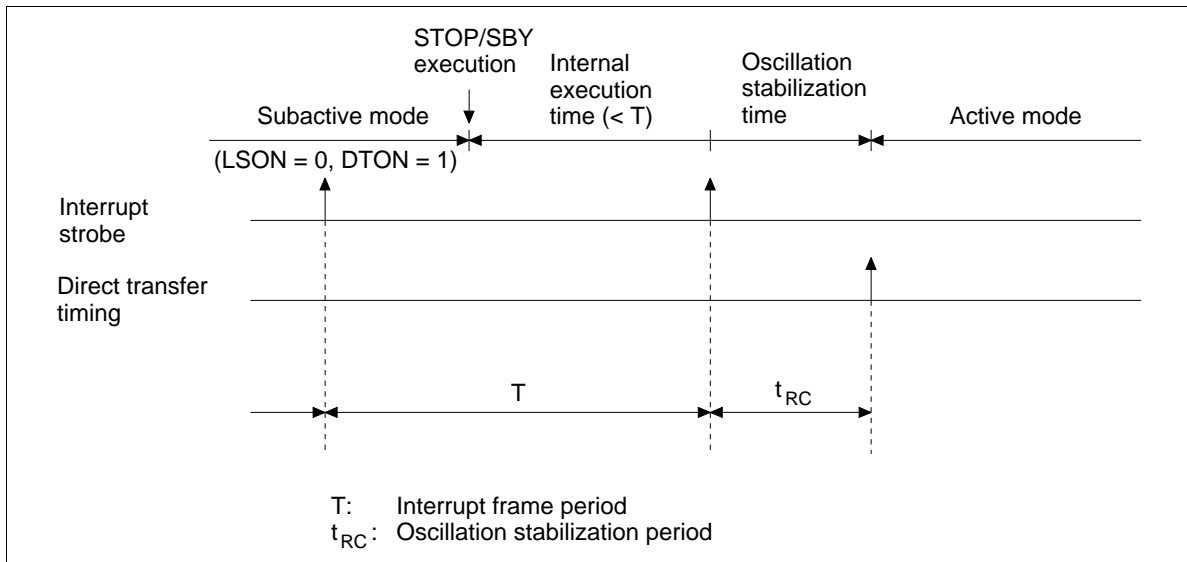 STOP/SBY
execution
Internal
execution
time (< T)
Oscillation
stabilization
time
Subactive mode
Active mode
(LSON = 0, DTON = 1)
Interrupt
strobe
Direct transfer
timing
T
tRC
T: Interrupt frame period
tRC: Oscillation stabilization period